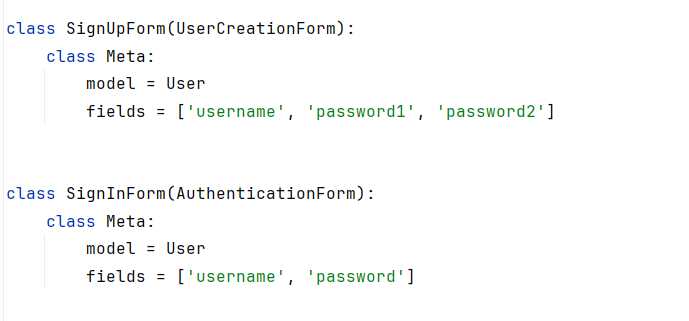 class SignUpForm(UserCreationForm):
    class Meta:
        model = User
        fields = ['username', 'password1', 'password2']
class SignInForm(AuthenticationForm):
    class Meta:
        model = User
        fields = ['username', 'password']